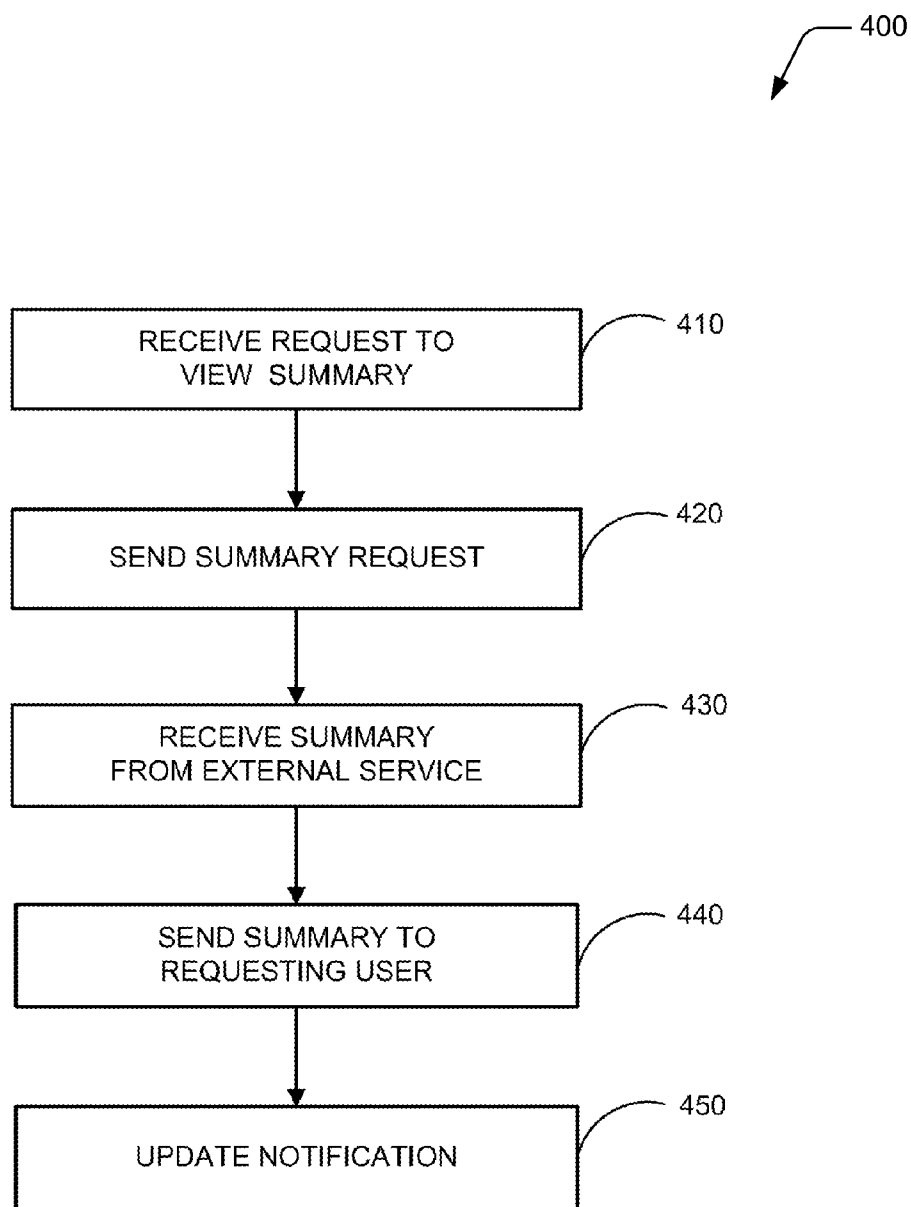 400
RECEIVE REQUEST TO
VIEW SUMMARY
410
SEND SUMMARY REQUEST
420
RECEIVE SUMMARY
FROM EXTERNAL SERVICE
430
SEND SUMMARY TO
REQUESTING USER
440
UPDATE NOTIFICATION
450